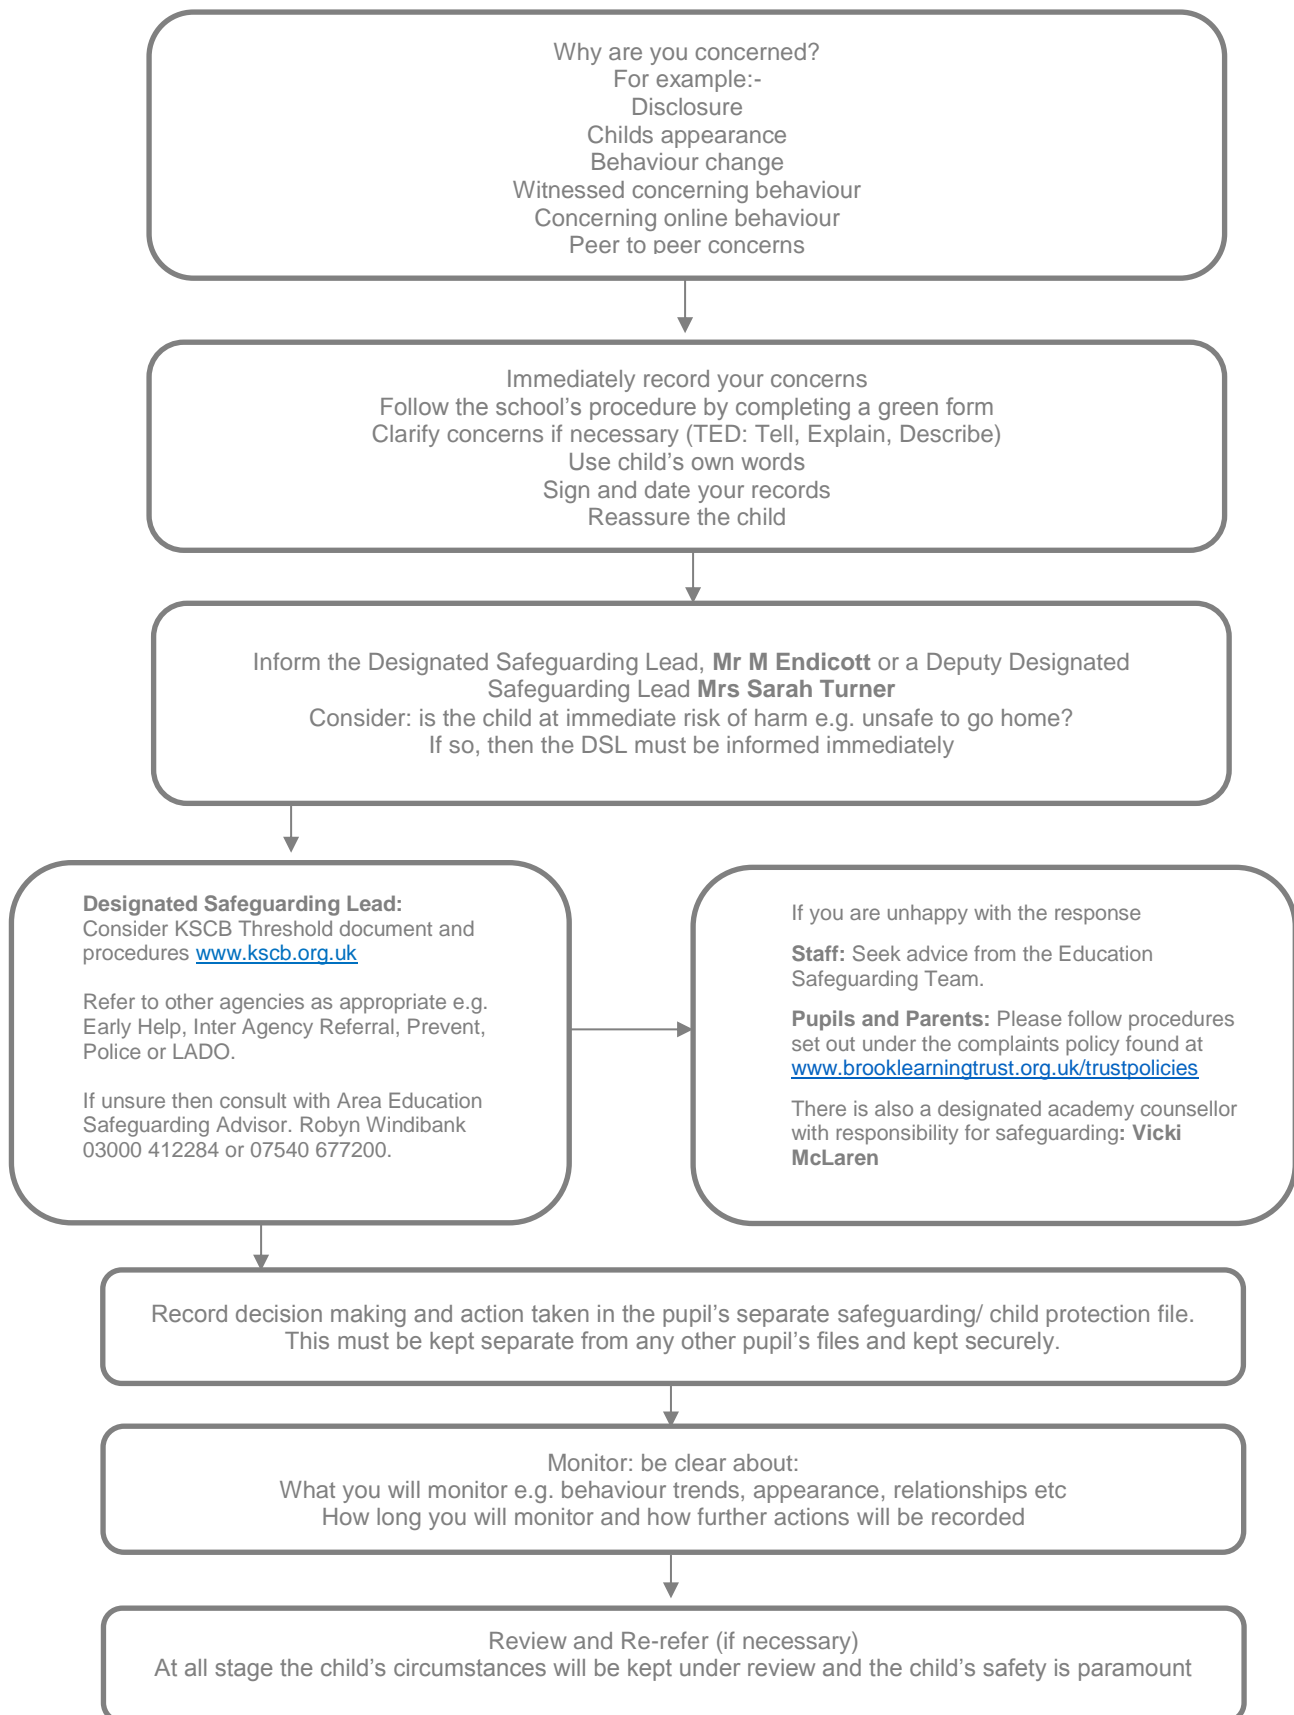 Why are you concerned?
For example:-
Disclosure
Childs appearance
Behaviour change
Witnessed concerning behaviour
Concerning online behaviour
Peer to peer concerns
Immediately record your concerns
Follow the school’s procedure by completing a green form
Clarify concerns if necessary (TED: Tell, Explain, Describe)
Use child’s own words
Sign and date your records
Reassure the child
Inform the Designated Safeguarding Lead, Mr M Endicott or a Deputy Designated
Safeguarding Lead Mrs Sarah Turner
Consider: is the child at immediate risk of harm e.g. unsafe to go home?
If so, then the DSL must be informed immediately
Designated Safeguarding Lead:
Consider KSCB Threshold document and
procedures www.kscb.org.uk
Refer to other agencies as appropriate e.g.
Early Help, Inter Agency Referral, Prevent,
Police or LADO.
If unsure then consult with Area Education
Safeguarding Advisor. Robyn Windibank
03000 412284 or 07540 677200.
If you are unhappy with the response
Staff: Seek advice from the Education
Safeguarding Team.
Pupils and Parents: Please follow procedures
set out under the complaints policy found at
www.brooklearningtrust.org.uk/trustpolicies
There is also a designated academy counsellor
with responsibility for safeguarding: Vicki
McLaren
Record decision making and action taken in the pupil’s separate safeguarding/ child protection file.
This must be kept separate from any other pupil’s files and kept securely.
Monitor: be clear about:
What you will monitor e.g. behaviour trends, appearance, relationships etc
How long you will monitor and how further actions will be recorded
Review and Re-refer (if necessary)
At all stage the child’s circumstances will be kept under review and the child’s safety is paramount